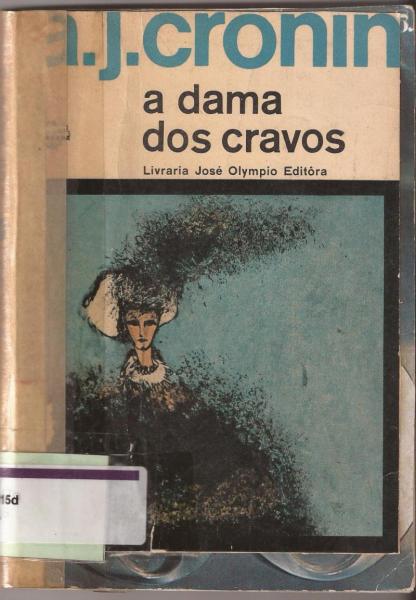 a.j.cronin
a dama
dos cravos
Livraria José Olympio Editôra
15d